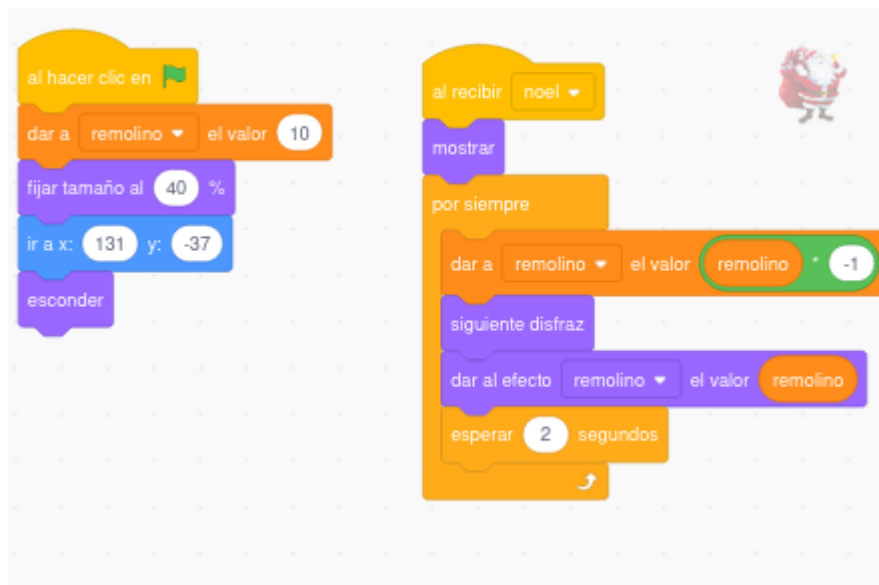 al hacer clic en
dar a remolino el valor 10
fijar tamaño al 40 %
ir a x: 131 y: -37
esconder
al recibir noel
mostrar
por siempre
dar a remolino el valor remolino * -1
siguiente disfraz
dar al efecto remolino el valor remolino
esperar 2 segundos